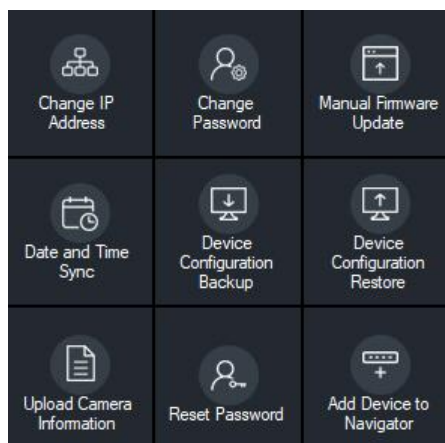 Change IP
Address
Change
Password
Manual Firmware
Update
Date and Time
Sync
Device
Configuration
Backup
Device
Configuration
Restore
Upload Camera
Information
Reset Password
Add Device to
Navigator